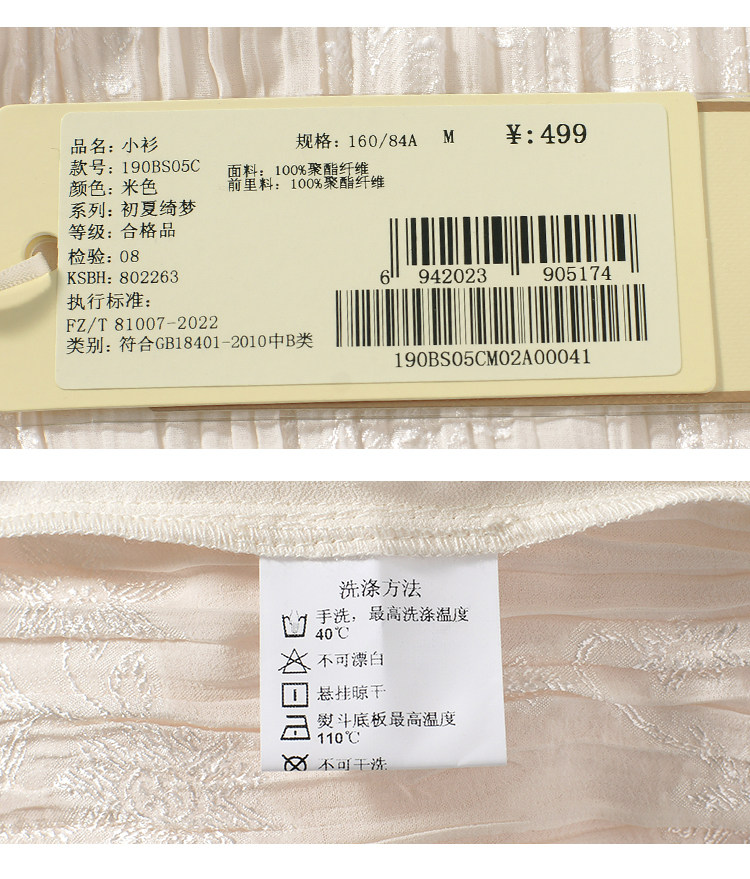 品名: 小衫
规格: 160/84A M ¥: 499
款号: 190BS05C
面料: 100%聚酯纤维
前里料: 100%聚酯纤维
颜色: 米色
系列: 初夏绮梦
等级: 合格品
检验: 08
KSBH: 802263
执行标准:
FZ/T 81007-2022
类别: 符合GB18401-2010中B类
6 942023 905174
190BS05CM02A00041
洗涤方法
手洗，最高洗涤温度
40℃
不可漂白
悬挂晾干
熨斗底板最高温度
110℃
不可干洗